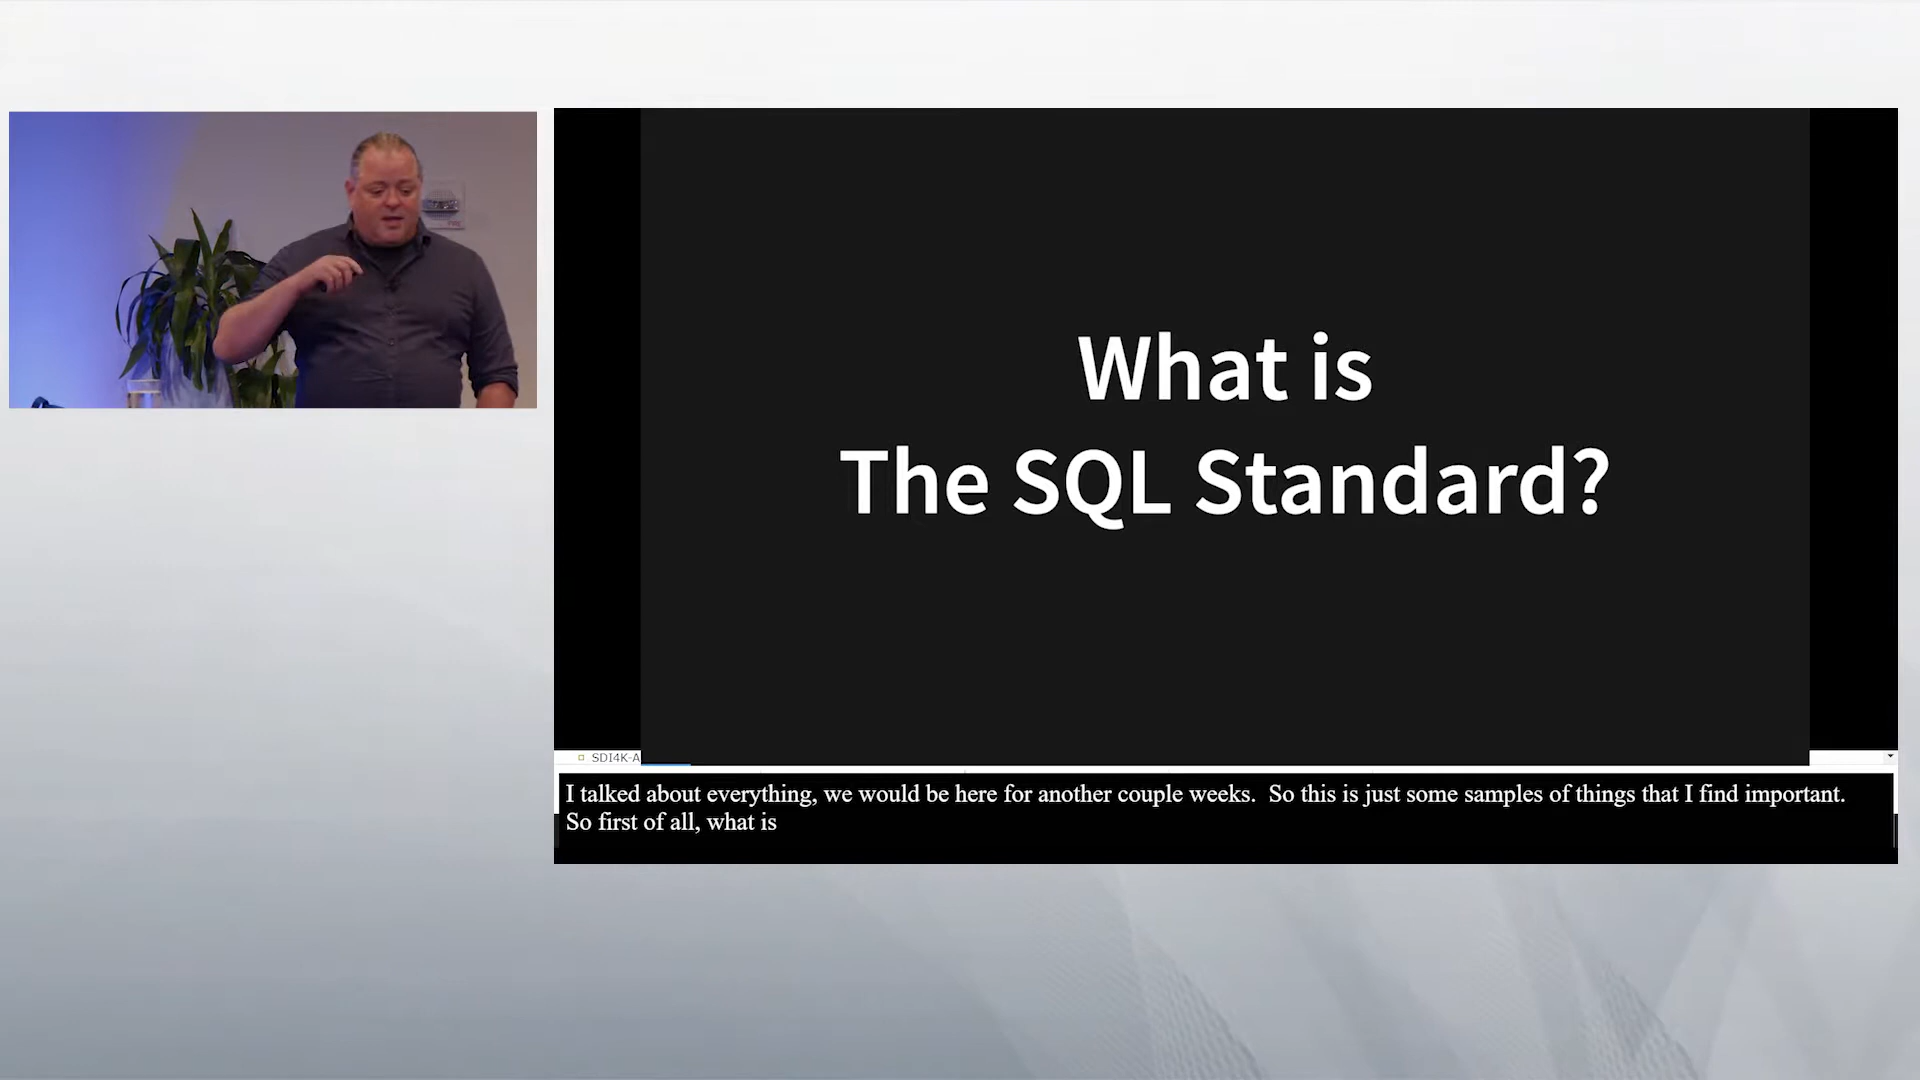 What is
The SQL Standard?
SDI4K-A
I talked about everything, we would be here for another couple weeks.  So this is just some samples of things that I find important.
So first of all, what is